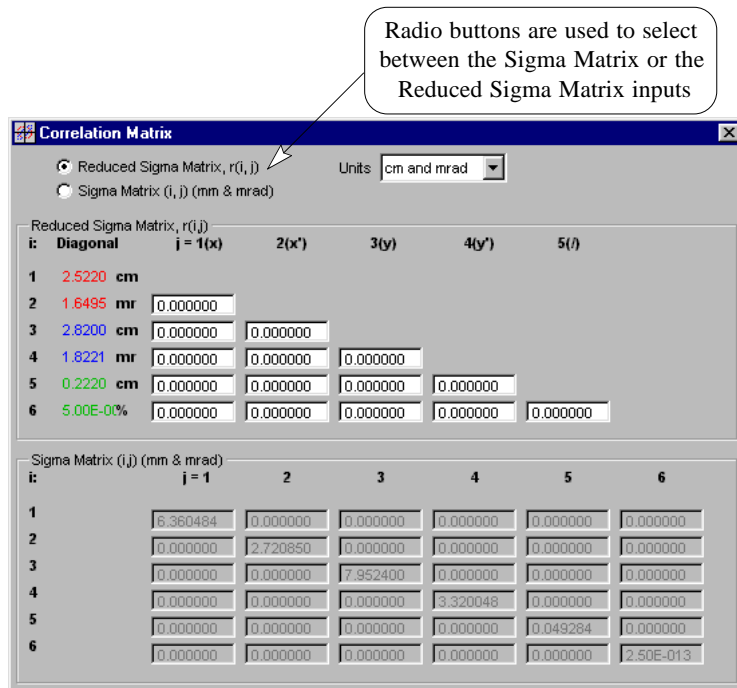 Radio buttons are used to select
between the Sigma Matrix or the
Reduced Sigma Matrix inputs
Correlation Matrix
Reduced Sigma Matrix, r(i, j) Units cm and mrad
Sigma Matrix (i, j) (mm & mrad)
Reduced Sigma Matrix, r(i,j)
i: Diagonal j = 1(x) 2(x') 3(y) 4(y') 5(l)
1 2.5220 cm
2 1.6495 mr 0.000000
3 2.8200 cm 0.000000 0.000000
4 1.8221 mr 0.000000 0.000000 0.000000
5 0.2220 cm 0.000000 0.000000 0.000000 0.000000
6 % 0.000000 0.000000 0.000000 0.000000 0.000000
Sigma Matrix (i,j) (mm & mrad)
i: j = 1 2 3 4 5 6
1 6.360484 0.000000 0.000000 0.000000 0.000000 0.000000
2 0.000000 2.720850 0.000000 0.000000 0.000000 0.000000
3 0.000000 0.000000 7.952400 0.000000 0.000000 0.000000
4 0.000000 0.000000 0.000000 3.320048 0.000000 0.000000
5 0.000000 0.000000 0.000000 0.000000 0.049284 0.000000
6 0.000000 0.000000 0.000000 0.000000 0.000000 2.50E-013